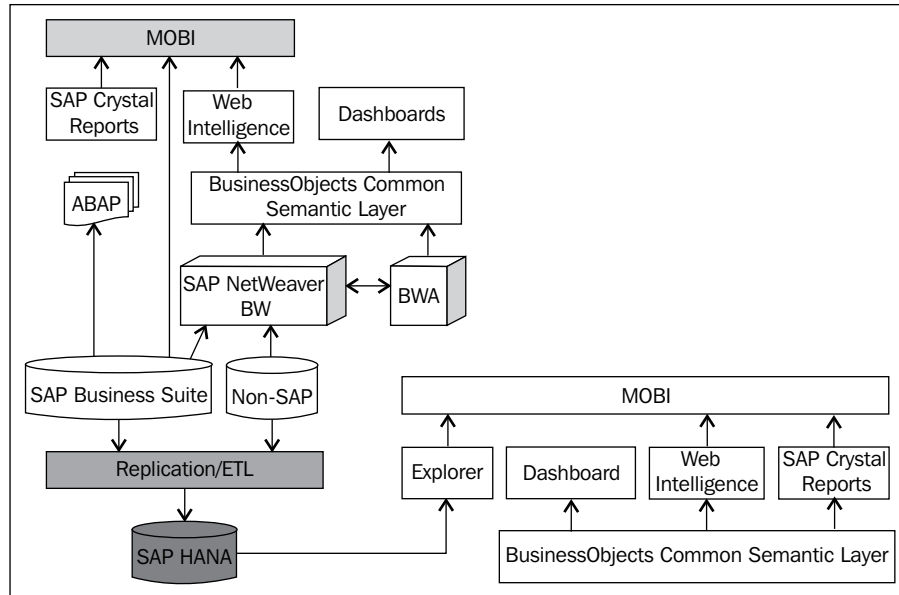 MOBI
SAP Crystal
Reports
Web
Intelligence
Dashboards
ABAP
BusinessObjects Common
Semantic Layer
SAP NetWeaver
BW
BWA
SAP Business Suite
Non-SAP
MOBI
Replication/ETL
Explorer
Dashboard
Web
Intelligence
SAP Crystal
Reports
SAP HANA
BusinessObjects Common Semantic Layer